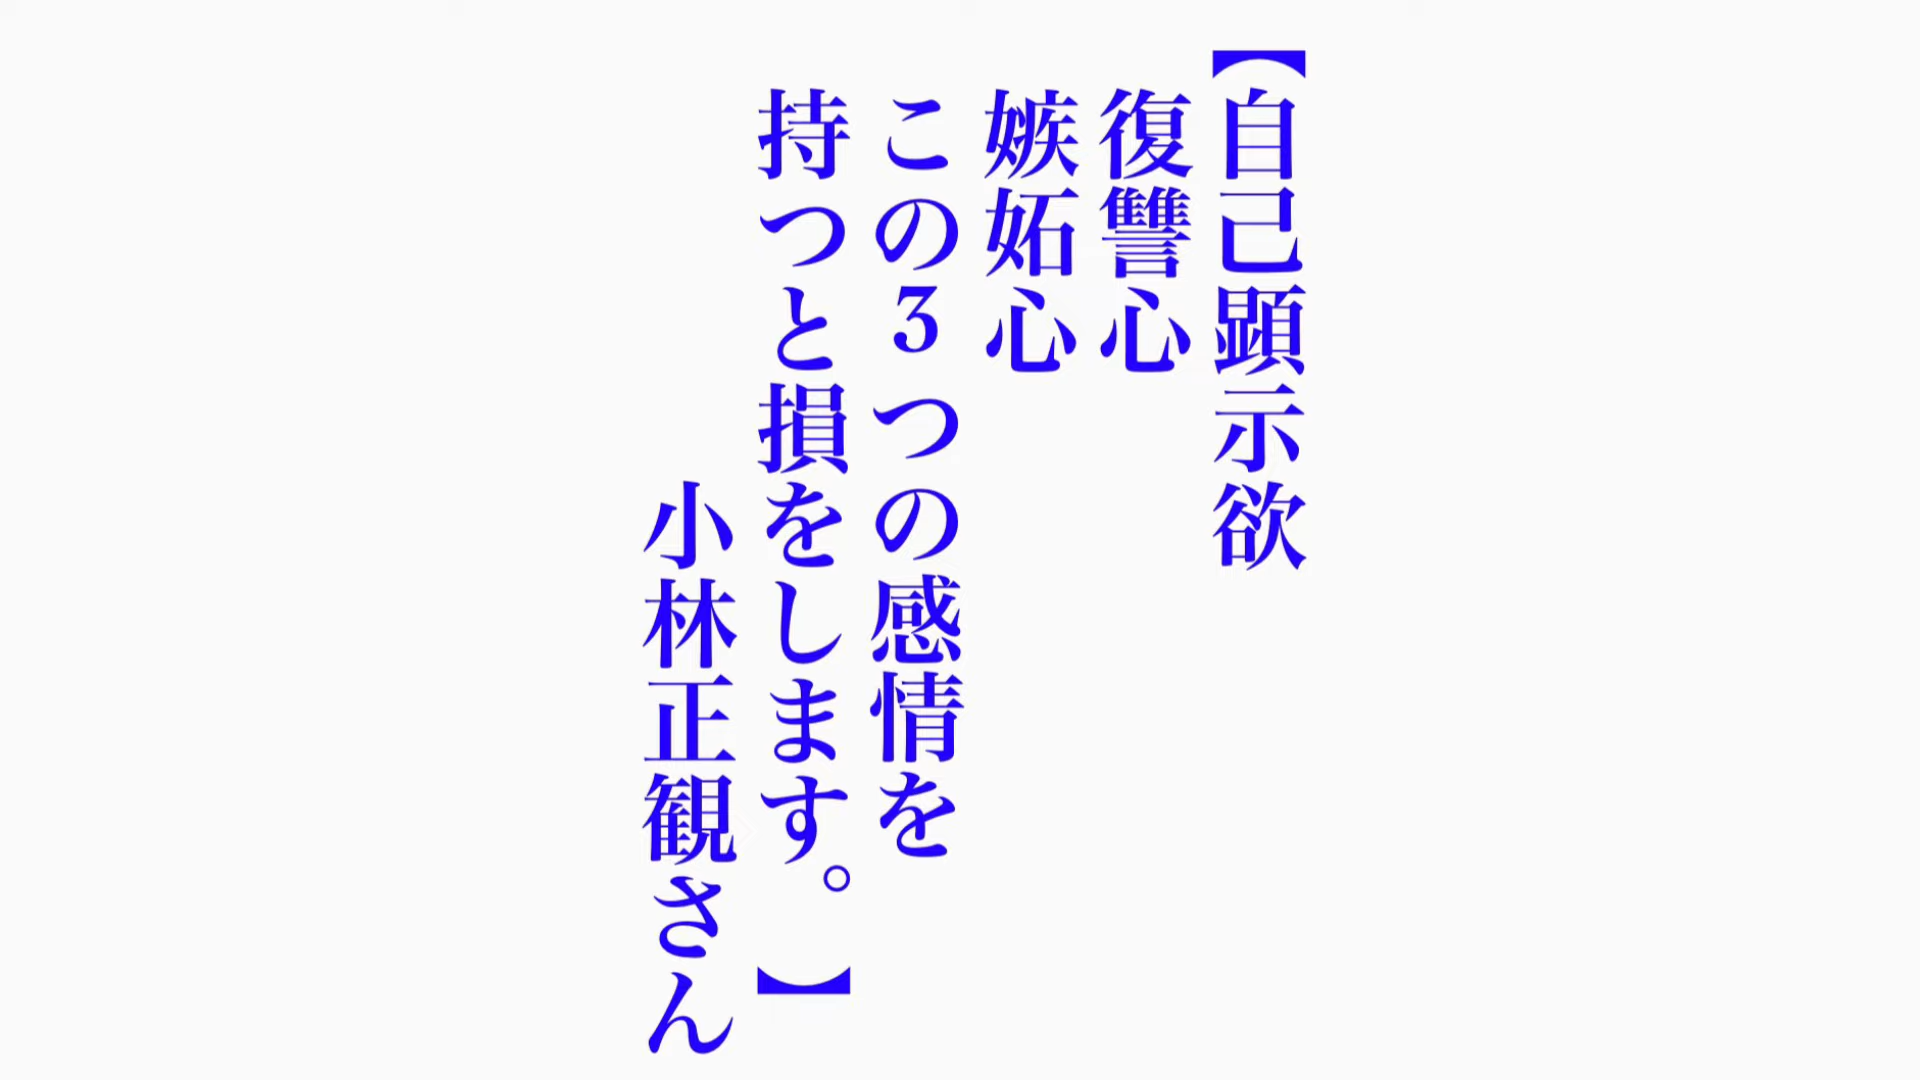 【自己顕示欲
復讐心
嫉妬心
この3つの感情を
持つと損をします。】
小林正観さん